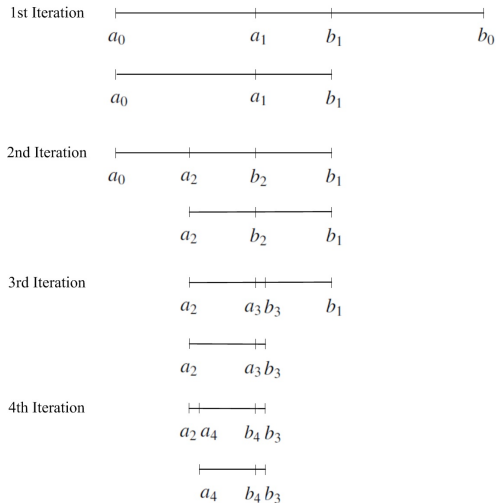 1st Iteration
a₀ a₁ b₁ b₀
a₀ a₁ b₁
2nd Iteration
a₀ a₂ b₂ b₁
a₂ b₂ b₁
3rd Iteration
a₂ a₃ b₃ b₁
a₂ a₃ b₃
4th Iteration
a₂ a₄ b₄ b₃
a₄ b₄ b₃